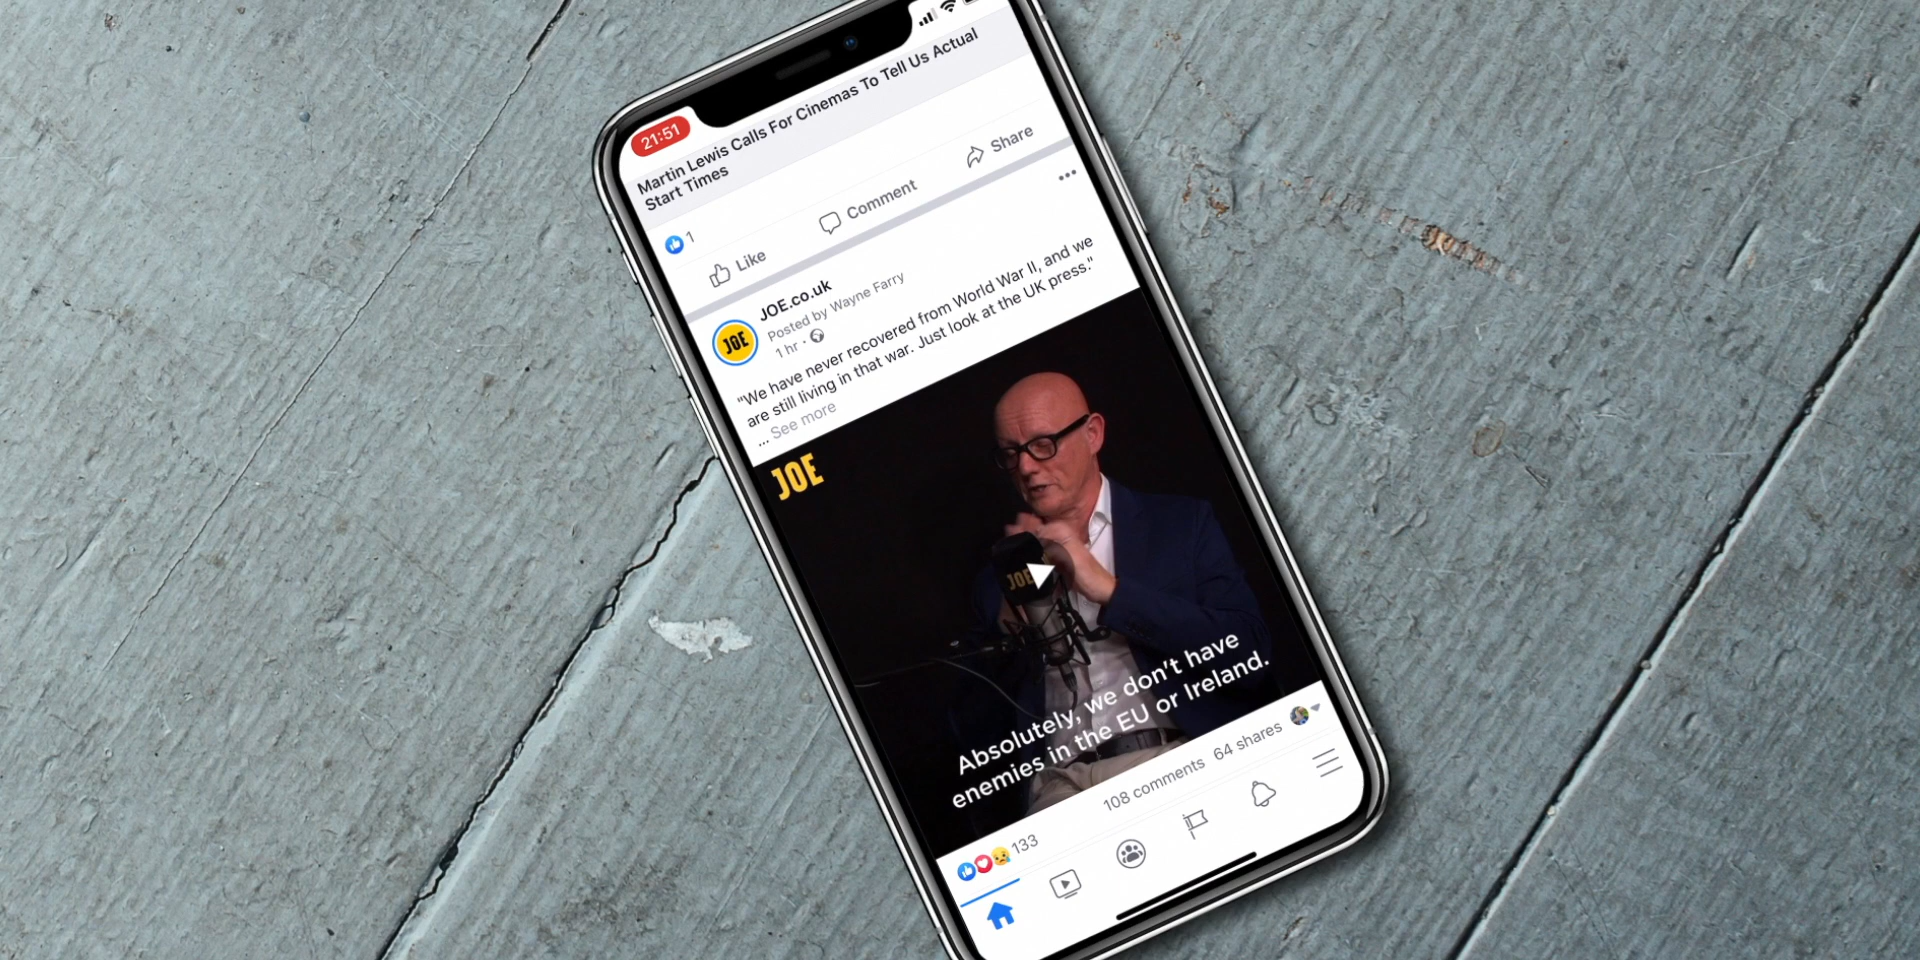 21:51
Martin Lewis Calls For Cinemas To Tell Us Actual
Start Times
1
Like
Comment
Share
JOE
JOE.co.uk
Posted by Wayne Farry
1 hr ·
"We have never recovered from World War II, and we
are still living in that war. Just look at the UK press."
... See more
JOE
JOE
Absolutely, we don't have
enemies in the EU or Ireland.
133
108 comments
64 shares